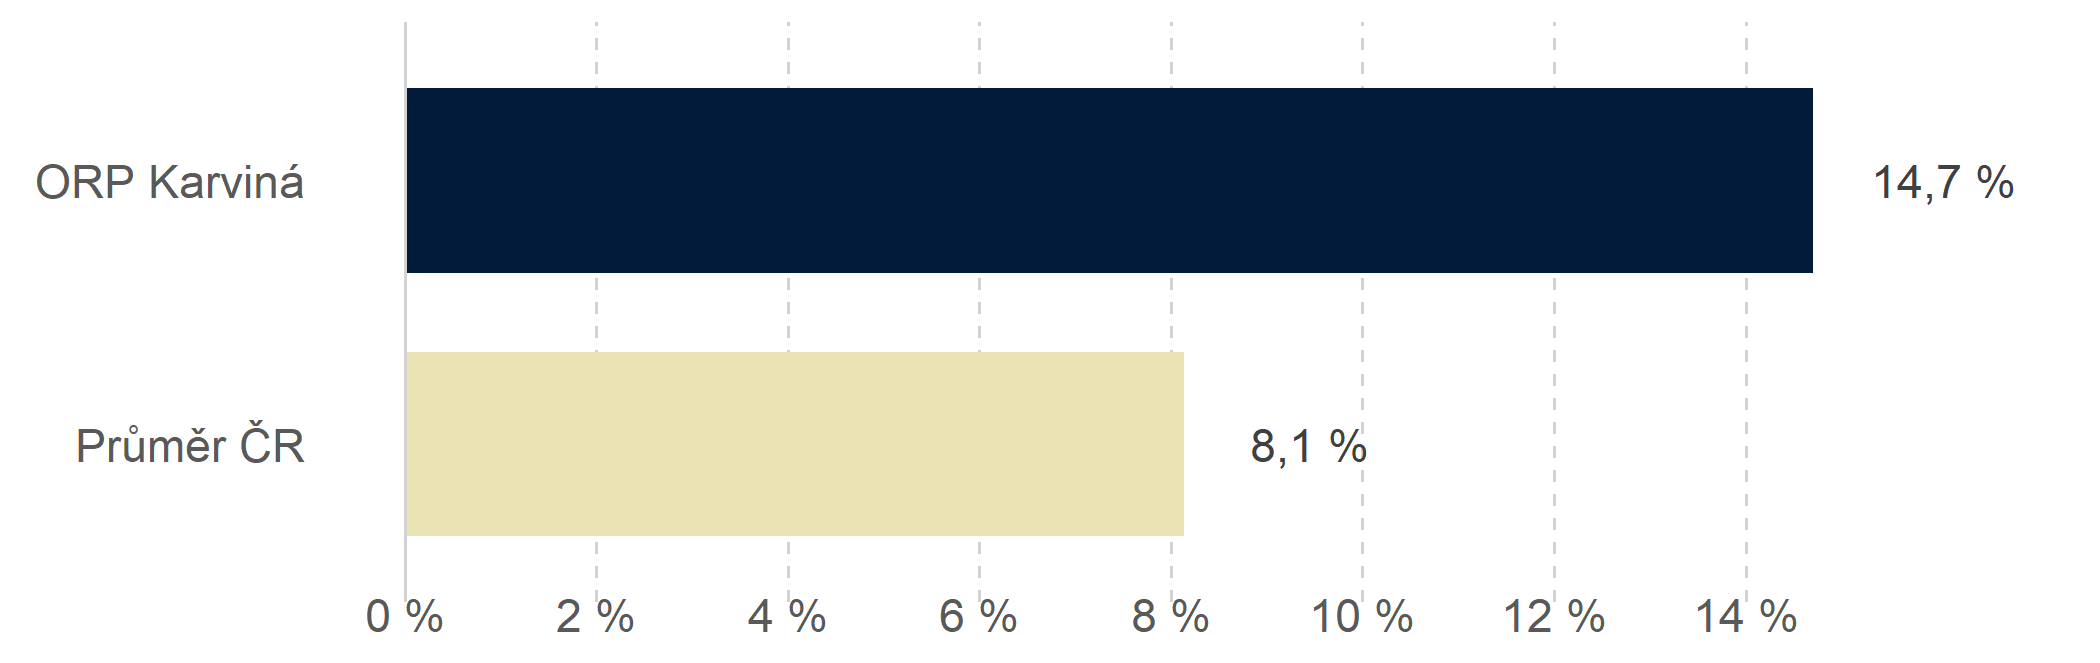 ORP Karviná
14,7 %
Průměr ČR
8,1 %
0 % 2 % 4 % 6 % 8 % 10 % 12 % 14 %